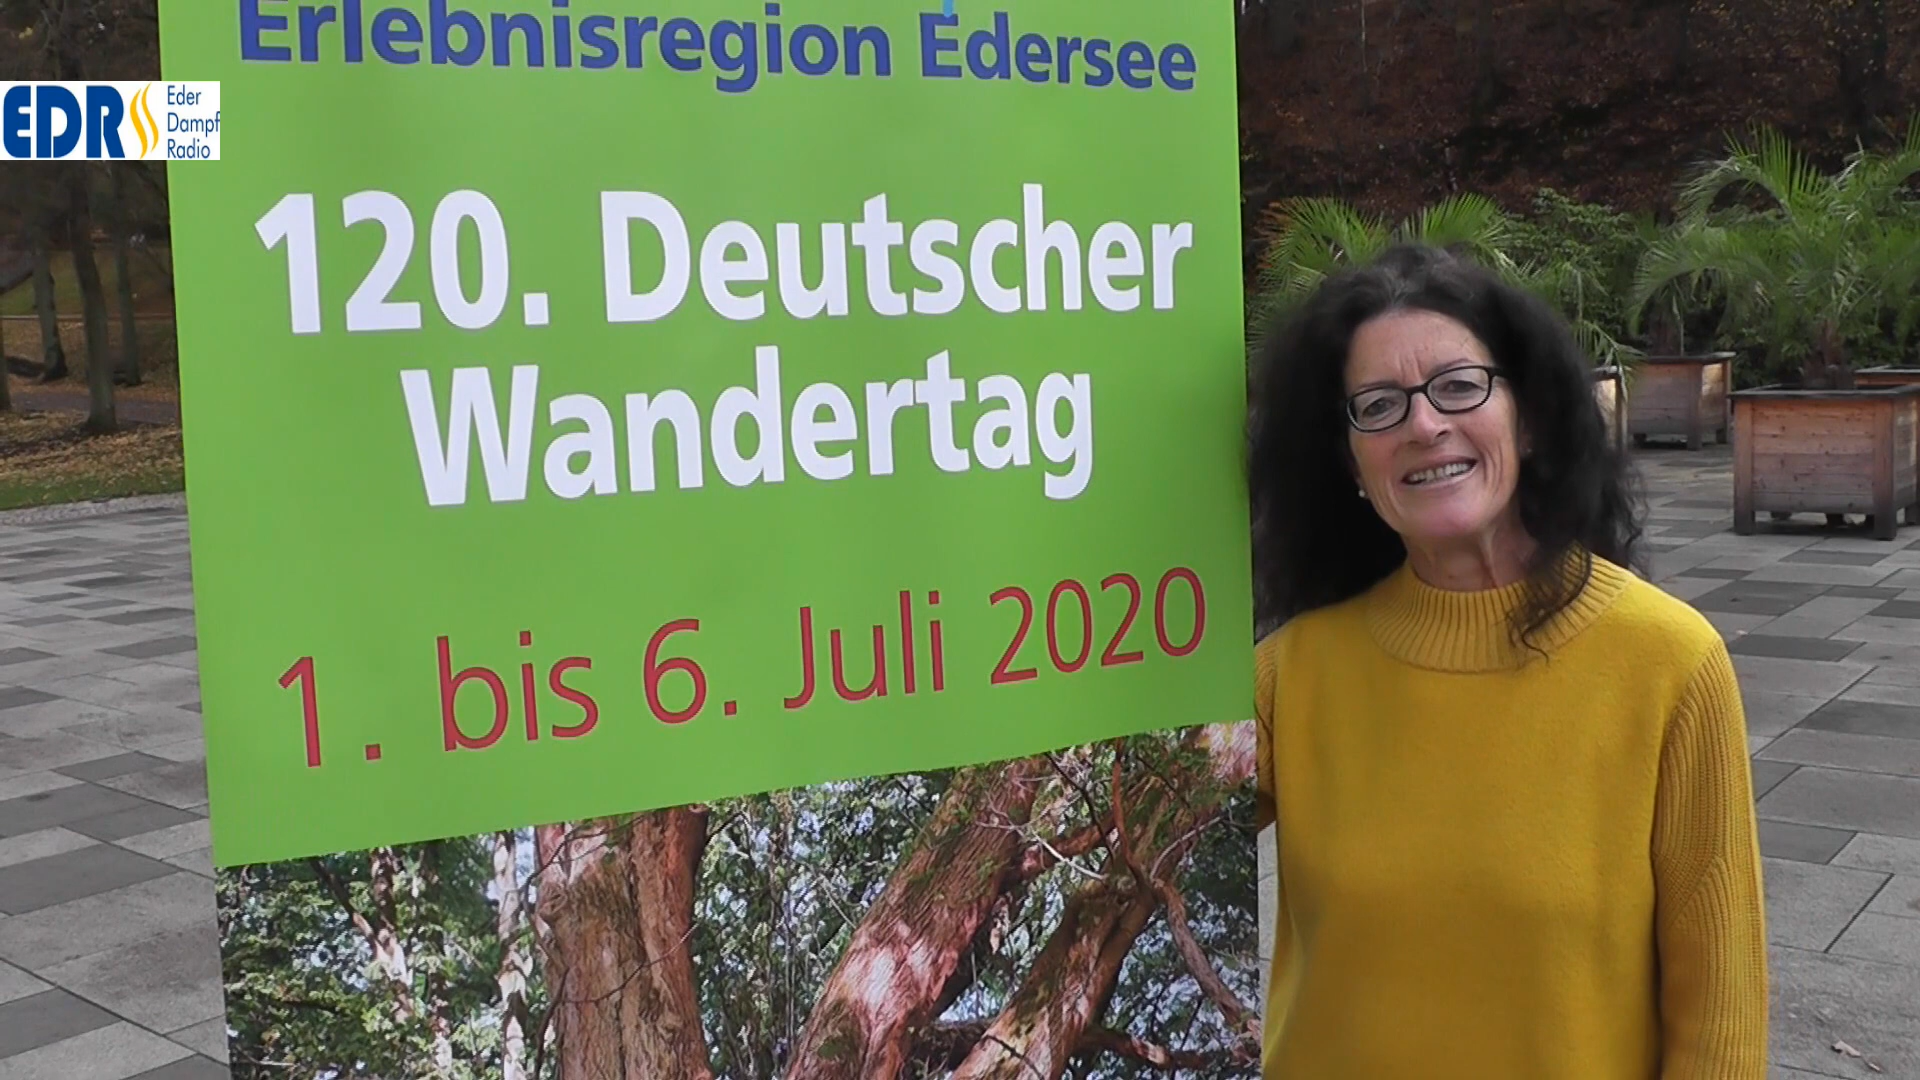 Erlebnisregion Edersee
EDR Eder
Dampf
Radio
120. Deutscher
Wandertag
1. bis 6. Juli 2020